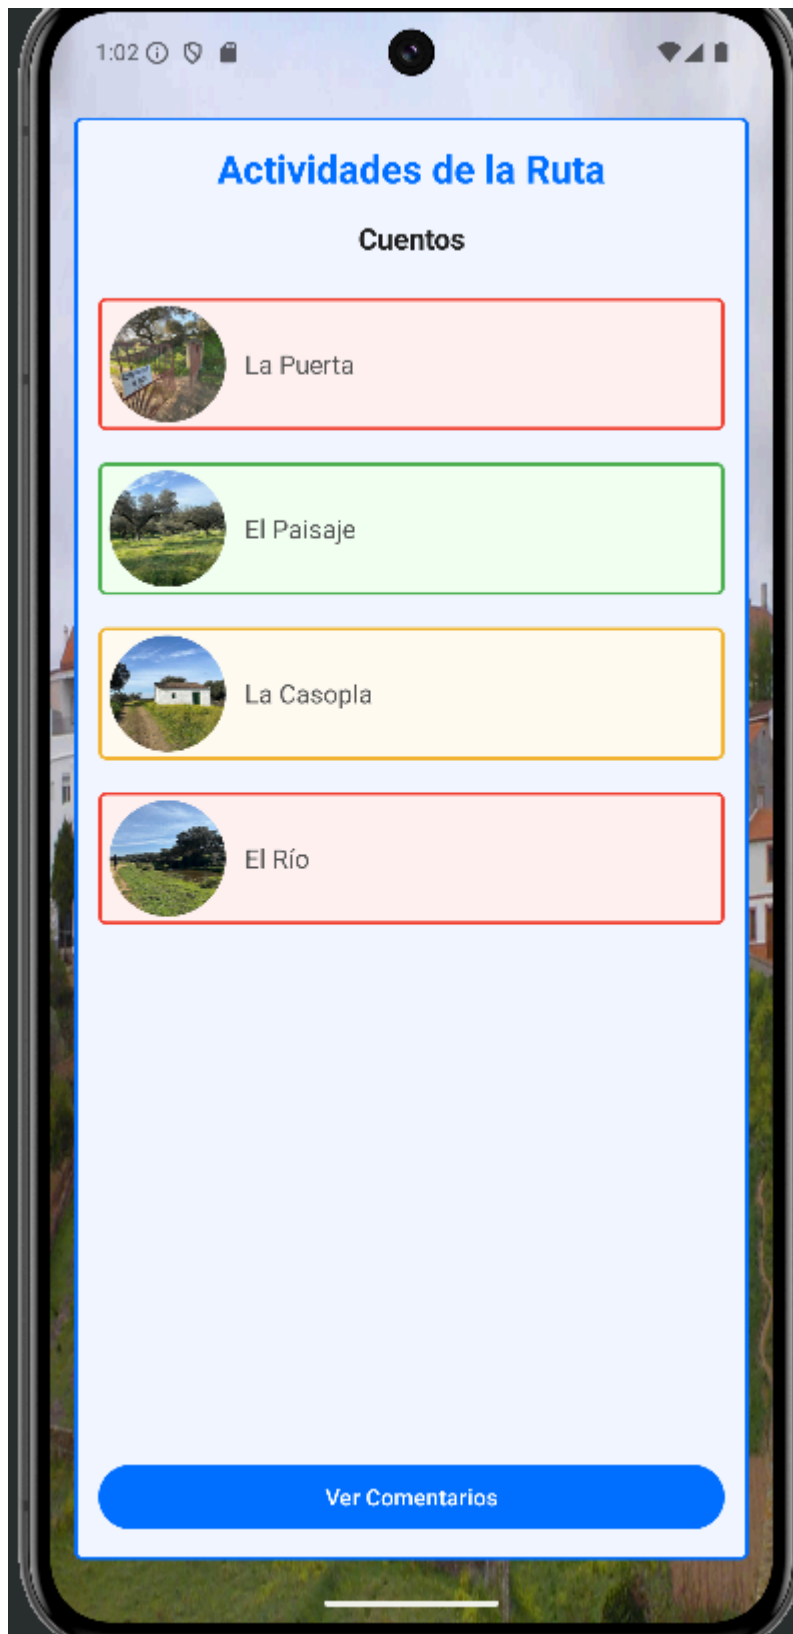 1:02
Actividades de la Ruta
Cuentos
La Puerta
El Paisaje
La Casopla
El Río
Ver Comentarios